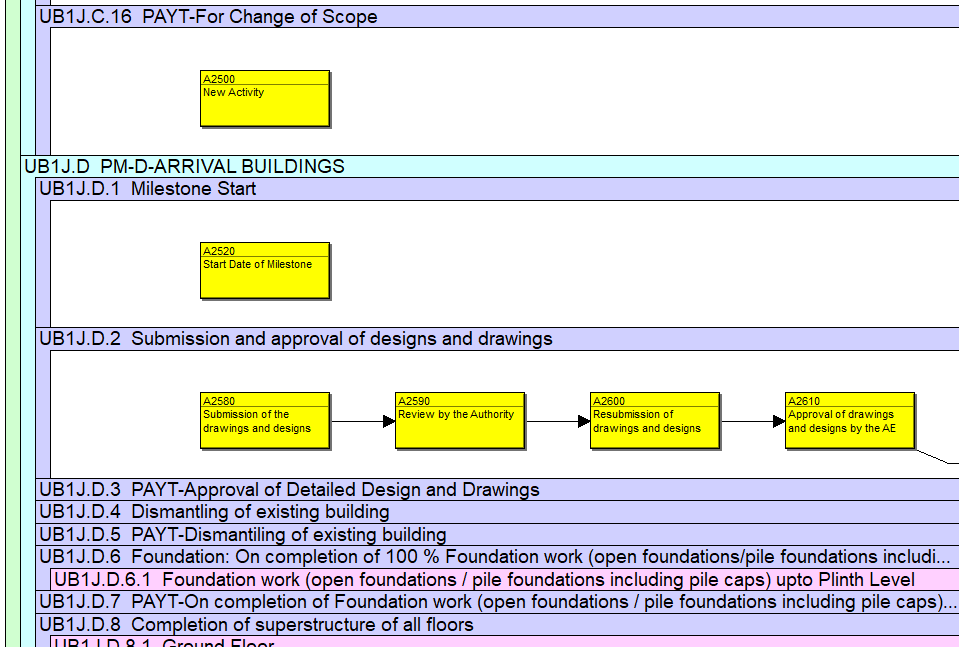 UB1J.C.16 PAYT-For Change of Scope
A2500
New Activity
UB1J.D PM-D-ARRIVAL BUILDINGS
UB1J.D.1 Milestone Start
A2520
Start Date of Milestone
UB1J.D.2 Submission and approval of designs and drawings
A2580
Submission of the
drawings and designs
A2590
Review by the Authority
A2600
Resubmission of
drawings and designs
A2610
Approval of drawings
and designs by the AE
UB1J.D.3 PAYT-Approval of Detailed Design and Drawings
UB1J.D.4 Dismantling of existing building
UB1J.D.5 PAYT-Dismantiling of existing building
UB1J.D.6 Foundation: On completion of 100 % Foundation work (open foundations/pile foundations includi...
UB1J.D.6.1 Foundation work (open foundations / pile foundations including pile caps) upto Plinth Level
UB1J.D.7 PAYT-On completion of Foundation work (open foundations / pile foundations including pile caps)...
UB1J.D.8 Completion of superstructure of all floors
UB1J.D.8.1 Ground Floor